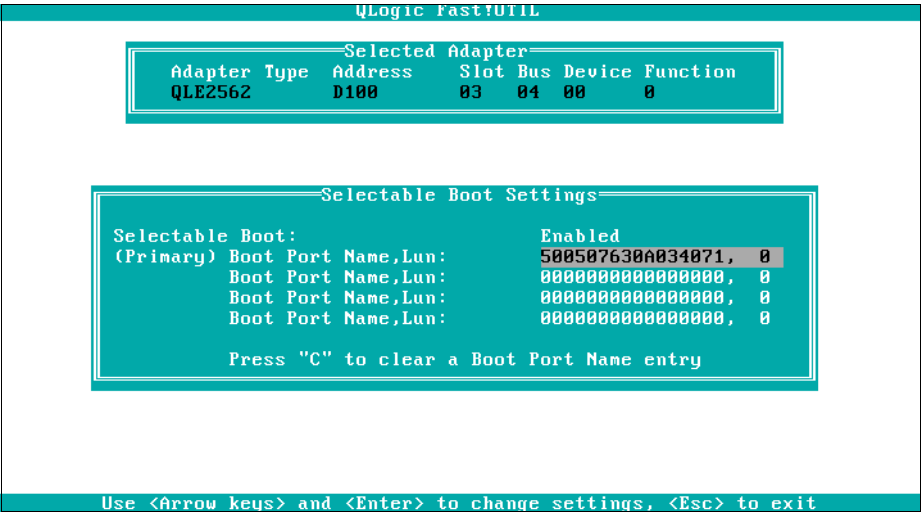 QLogic Fast!UTIL
Selected Adapter
Adapter Type Address Slot Bus Device Function
QLE2562 D100 03 04 00 0
Selectable Boot Settings
Selectable Boot: Enabled
(Primary) Boot Port Name,Lun: 500507630A034071, 0
Boot Port Name,Lun: 0000000000000000, 0
Boot Port Name,Lun: 0000000000000000, 0
Boot Port Name,Lun: 0000000000000000, 0
Press "C" to clear a Boot Port Name entry
Use <Arrow keys> and <Enter> to change settings, <Esc> to exit